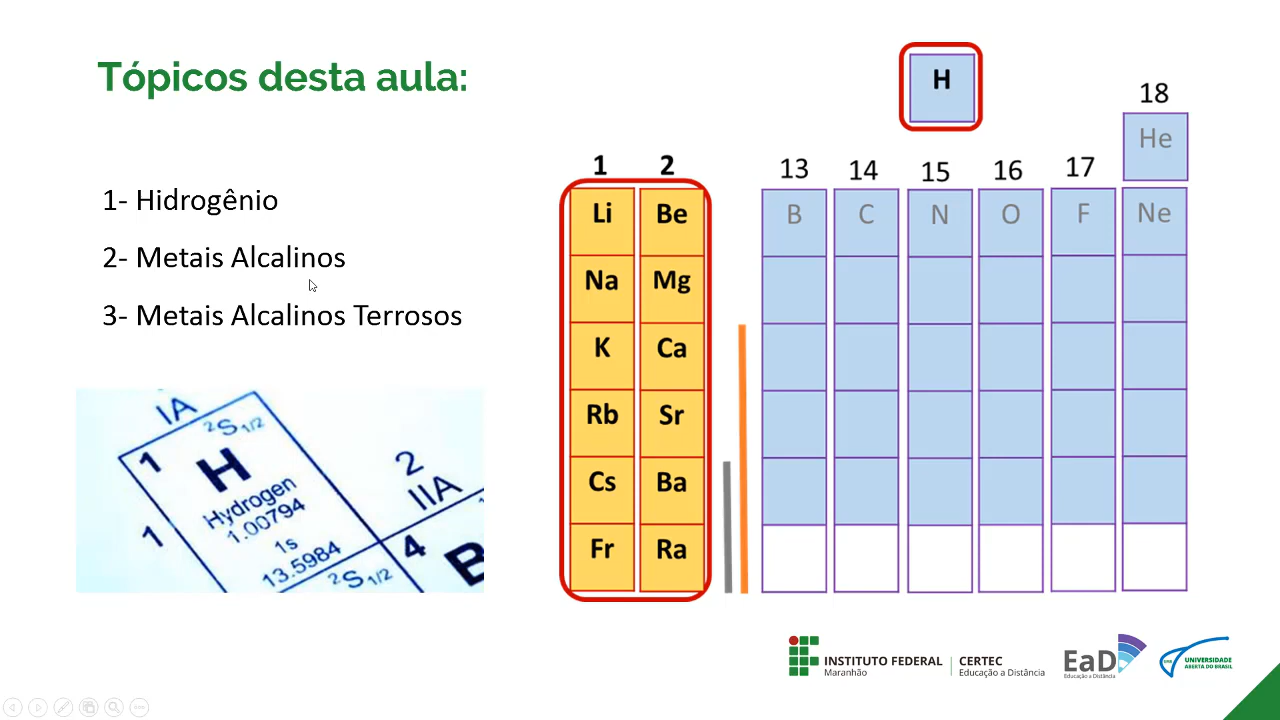 Tópicos desta aula:
1- Hidrogênio
2- Metais Alcalinos
3- Metais Alcalinos Terrosos
H
18
He
1 2 13 14 15 16 17
Li Be B C N O F Ne
Na Mg
K Ca
Rb Sr
Cs Ba
Fr Ra
IA
²S₁/₂
1
H
Hydrogen
1.00794
1s
13.5984
1
2
IIA
²S₁/₂
4
B
INSTITUTO FEDERAL
Maranhão
CERTEC
Educação a Distância
EaD
Educação a Distância
UNIVERSIDADE
ABERTA DO BRASIL